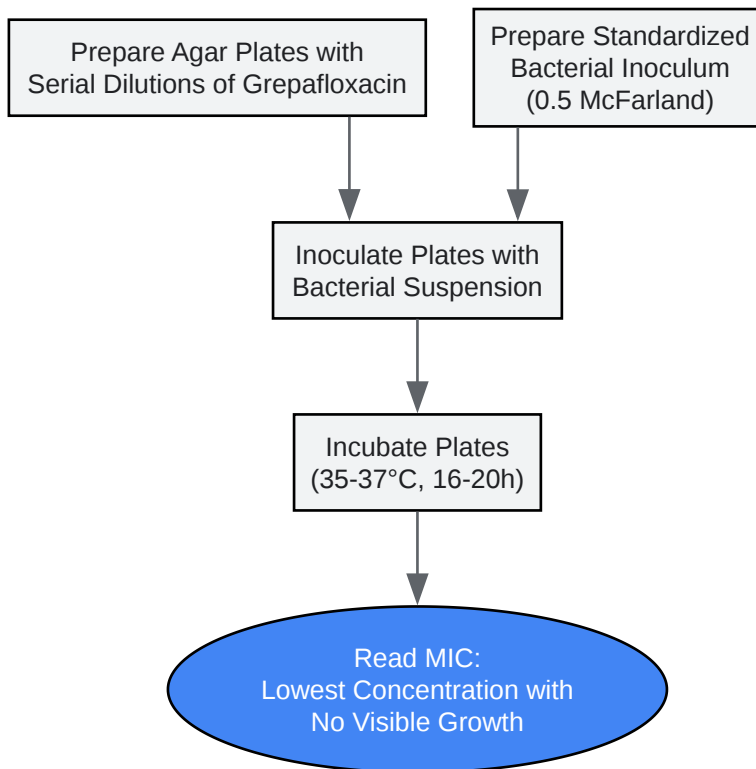 Prepare Agar Plates with
Serial Dilutions of Grepafloxacin
Prepare Standardized
Bacterial Inoculum
(0.5 McFarland)
Inoculate Plates with
Bacterial Suspension
Incubate Plates
(35-37°C, 16-20h)
Read MIC:
Lowest Concentration with
No Visible Growth